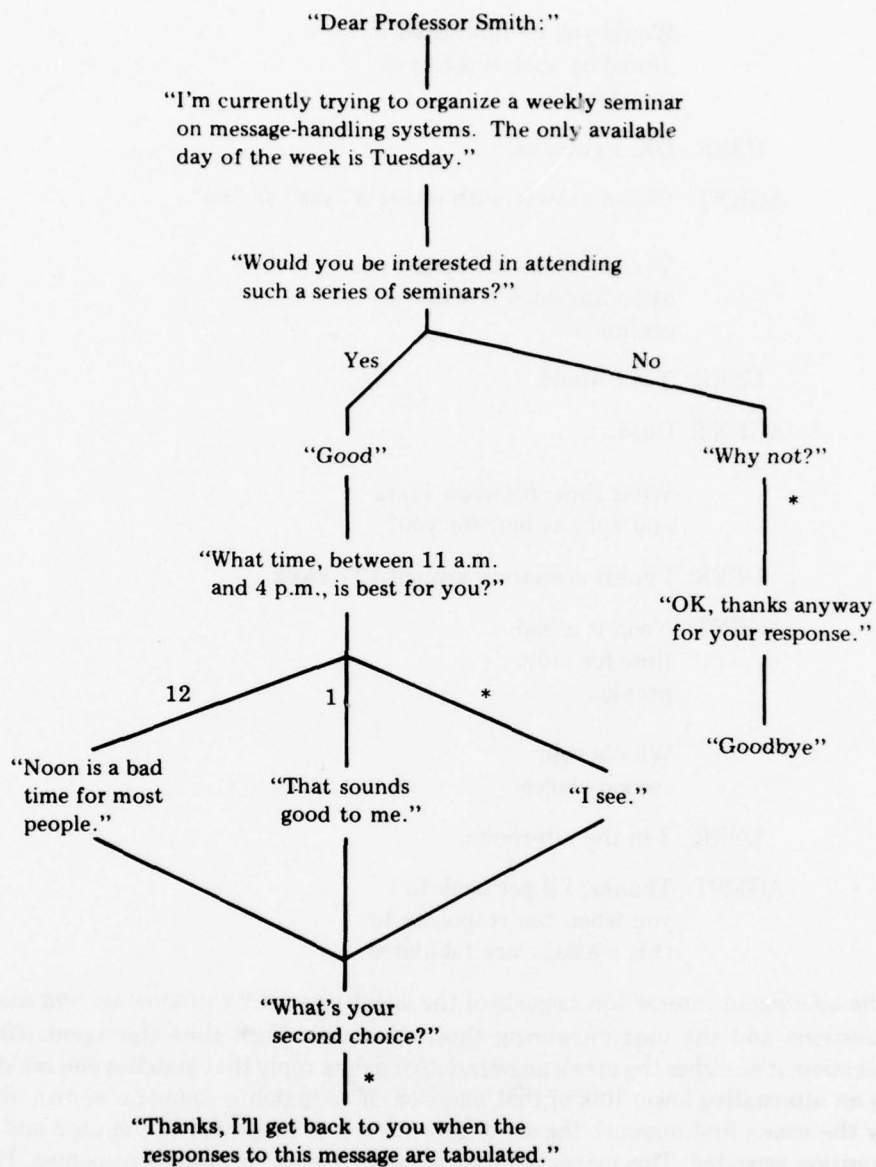 “Dear Professor Smith:”
“I'm currently trying to organize a weekly seminar
on message-handling systems. The only available
day of the week is Tuesday.”
“Would you be interested in attending
such a series of seminars?”
Yes
No
“Good”
“Why not?”
*
“What time, between 11 a.m.
and 4 p.m., is best for you?”
“OK, thanks anyway
for your response.”
12
1
*
“Goodbye”
“Noon is a bad
time for most
people.”
“That sounds
good to me.”
“I see.”
“What's your
second choice?”
*
“Thanks, I'll get back to you when the
responses to this message are tabulated.”